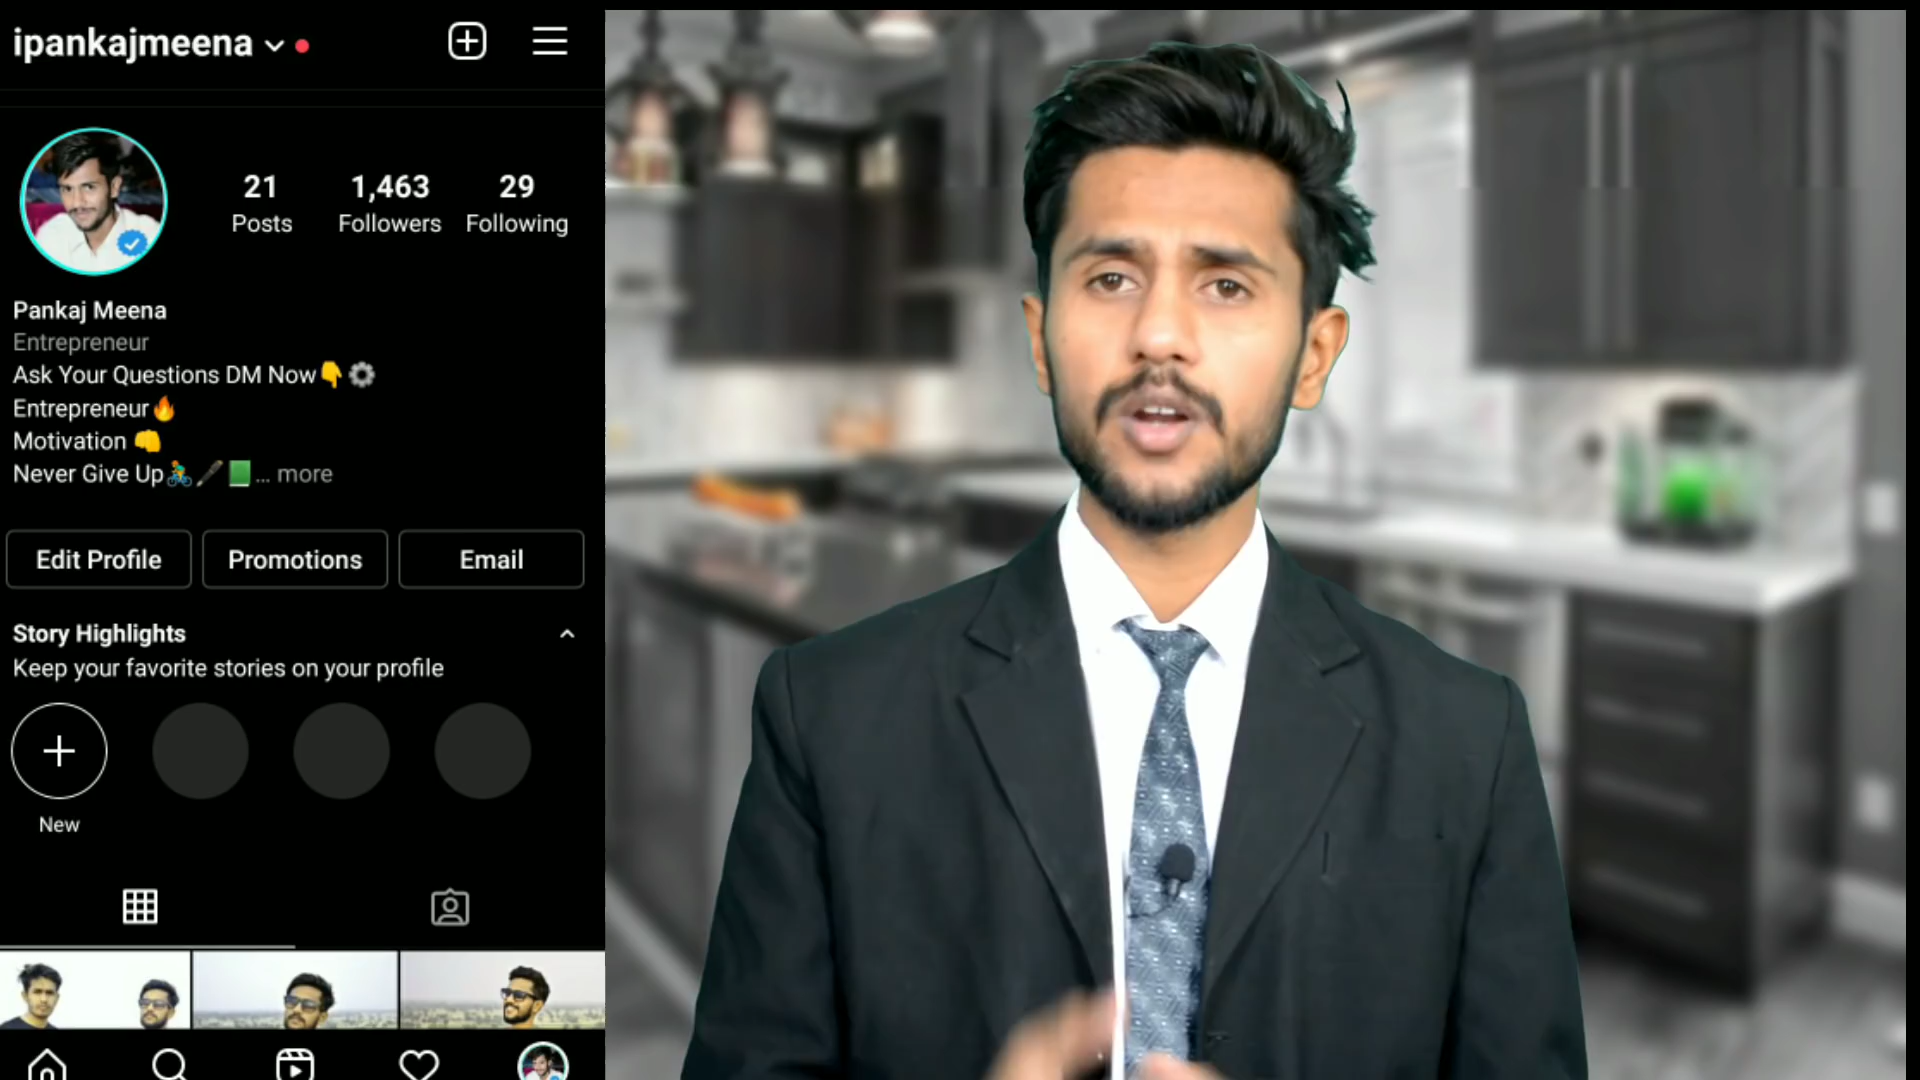 ipankajmeena
21 1,463 29
Posts Followers Following
Pankaj Meena
Entrepreneur
Ask Your Questions DM Now👇⚙️
Entrepreneur🔥
Motivation 👊
Never Give Up🚴🖋📗... more
Edit Profile Promotions Email
Story Highlights
Keep your favorite stories on your profile
New